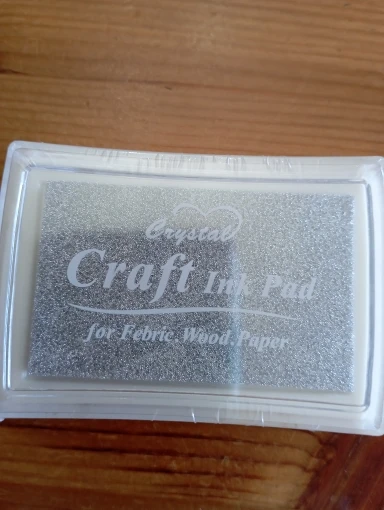 Crystal
Craft Ink Pad
for Febric Wood Paper